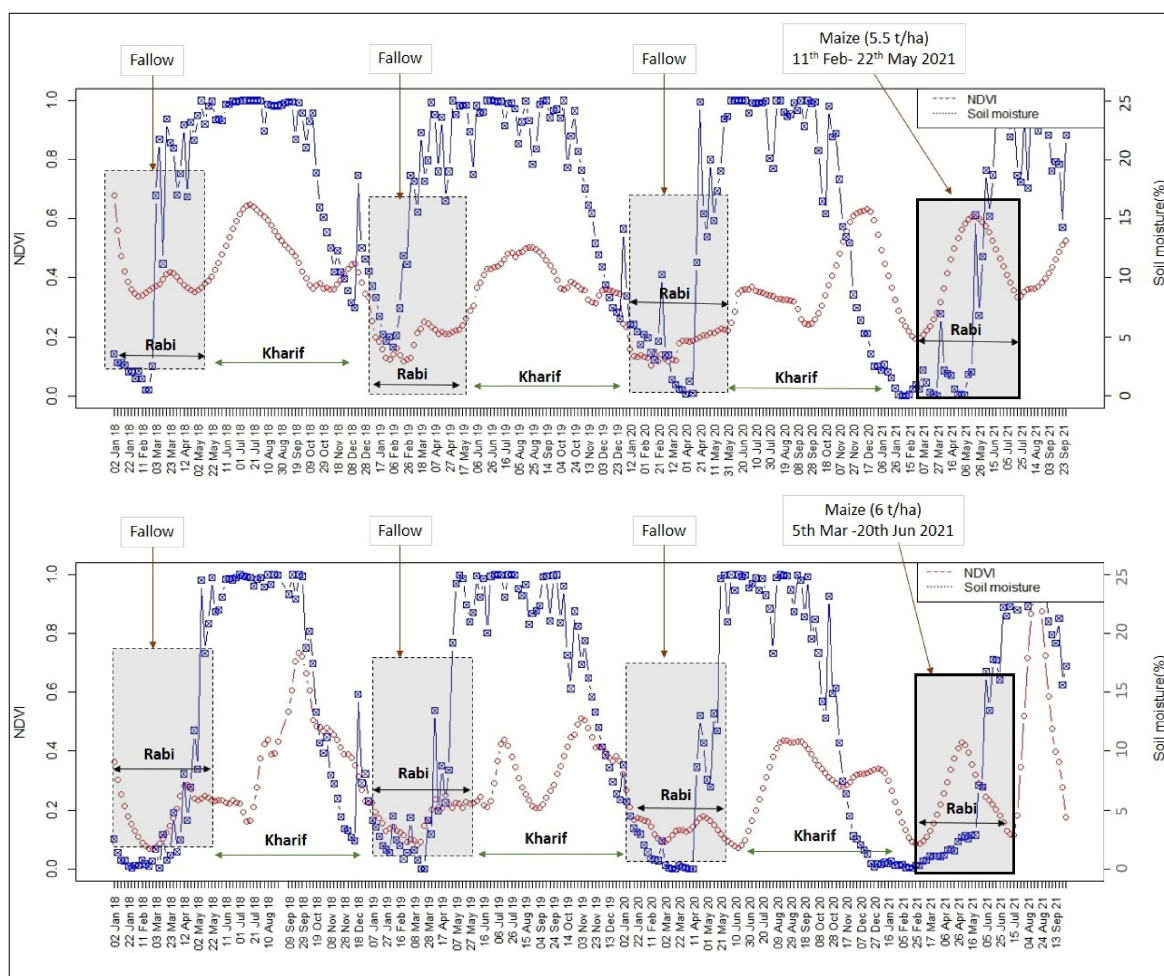 Fallow
Fallow
Fallow
Maize (5.5 t/ha)
11th Feb- 22th May 2021
NDVI
Soil moisture
1.0
0.8
0.6
0.4
0.2
0.0
NDVI
25
20
15
10
5
0
Soil moisture(%)
Rabi
Kharif
Rabi
Kharif
Rabi
Kharif
Rabi
02 Jan 18
22 Jan 18
11 Feb 18
03 Mar 18
23 Mar 18
12 Apr 18
02 May 18
22 May 18
11 Jun 18
01 Jul 18
21 Jul 18
10 Aug 18
30 Aug 18
19 Sep 18
09 Oct 18
29 Oct 18
18 Nov 18
08 Dec 18
28 Dec 18
17 Jan 19
06 Feb 19
26 Feb 19
18 Mar 19
07 Apr 19
27 Apr 19
17 May 19
06 Jun 19
26 Jun 19
16 Jul 19
05 Aug 19
25 Aug 19
14 Sep 19
04 Oct 19
24 Oct 19
13 Nov 19
03 Dec 19
23 Dec 19
12 Jan 20
01 Feb 20
21 Feb 20
12 Mar 20
01 Apr 20
21 Apr 20
11 May 20
31 May 20
20 Jun 20
10 Jul 20
30 Jul 20
19 Aug 20
08 Sep 20
28 Sep 20
18 Oct 20
07 Nov 20
27 Nov 20
17 Dec 20
06 Jan 21
26 Jan 21
15 Feb 21
07 Mar 21
27 Mar 21
16 Apr 21
06 May 21
26 May 21
15 Jun 21
05 Jul 21
25 Jul 21
14 Aug 21
03 Sep 21
23 Sep 21
Fallow
Fallow
Fallow
Maize (6 t/ha)
5th Mar -20th Jun 2021
NDVI
Soil moisture
1.0
0.8
0.6
0.4
0.2
0.0
NDVI
25
20
15
10
5
0
Soil moisture(%)
Rabi
Kharif
Rabi
Kharif
Rabi
Kharif
Rabi
02 Jan 18
22 Jan 18
11 Feb 18
03 Mar 18
23 Mar 18
12 Apr 18
02 May 18
22 May 18
11 Jun 18
01 Jul 18
21 Jul 18
10 Aug 18
09 Sep 18
29 Sep 18
19 Oct 18
08 Nov 18
28 Nov 18
18 Dec 18
07 Jan 19
27 Jan 19
16 Feb 19
08 Mar 19
28 Mar 19
17 Apr 19
07 May 19
27 May 19
16 Jun 19
06 Jul 19
26 Jul 19
15 Aug 19
04 Sep 19
24 Sep 19
14 Oct 19
03 Nov 19
23 Nov 19
13 Dec 19
02 Jan 20
22 Jan 20
11 Feb 20
02 Mar 20
22 Mar 20
11 Apr 20
01 May 20
21 May 20
10 Jun 20
30 Jun 20
20 Jul 20
09 Aug 20
29 Aug 20
18 Sep 20
08 Oct 20
28 Oct 20
17 Nov 20
07 Dec 20
27 Dec 20
16 Jan 21
05 Feb 21
25 Feb 21
17 Mar 21
06 Apr 21
26 Apr 21
16 May 21
05 Jun 21
25 Jun 21
15 Jul 21
04 Aug 21
24 Aug 21
13 Sep 21